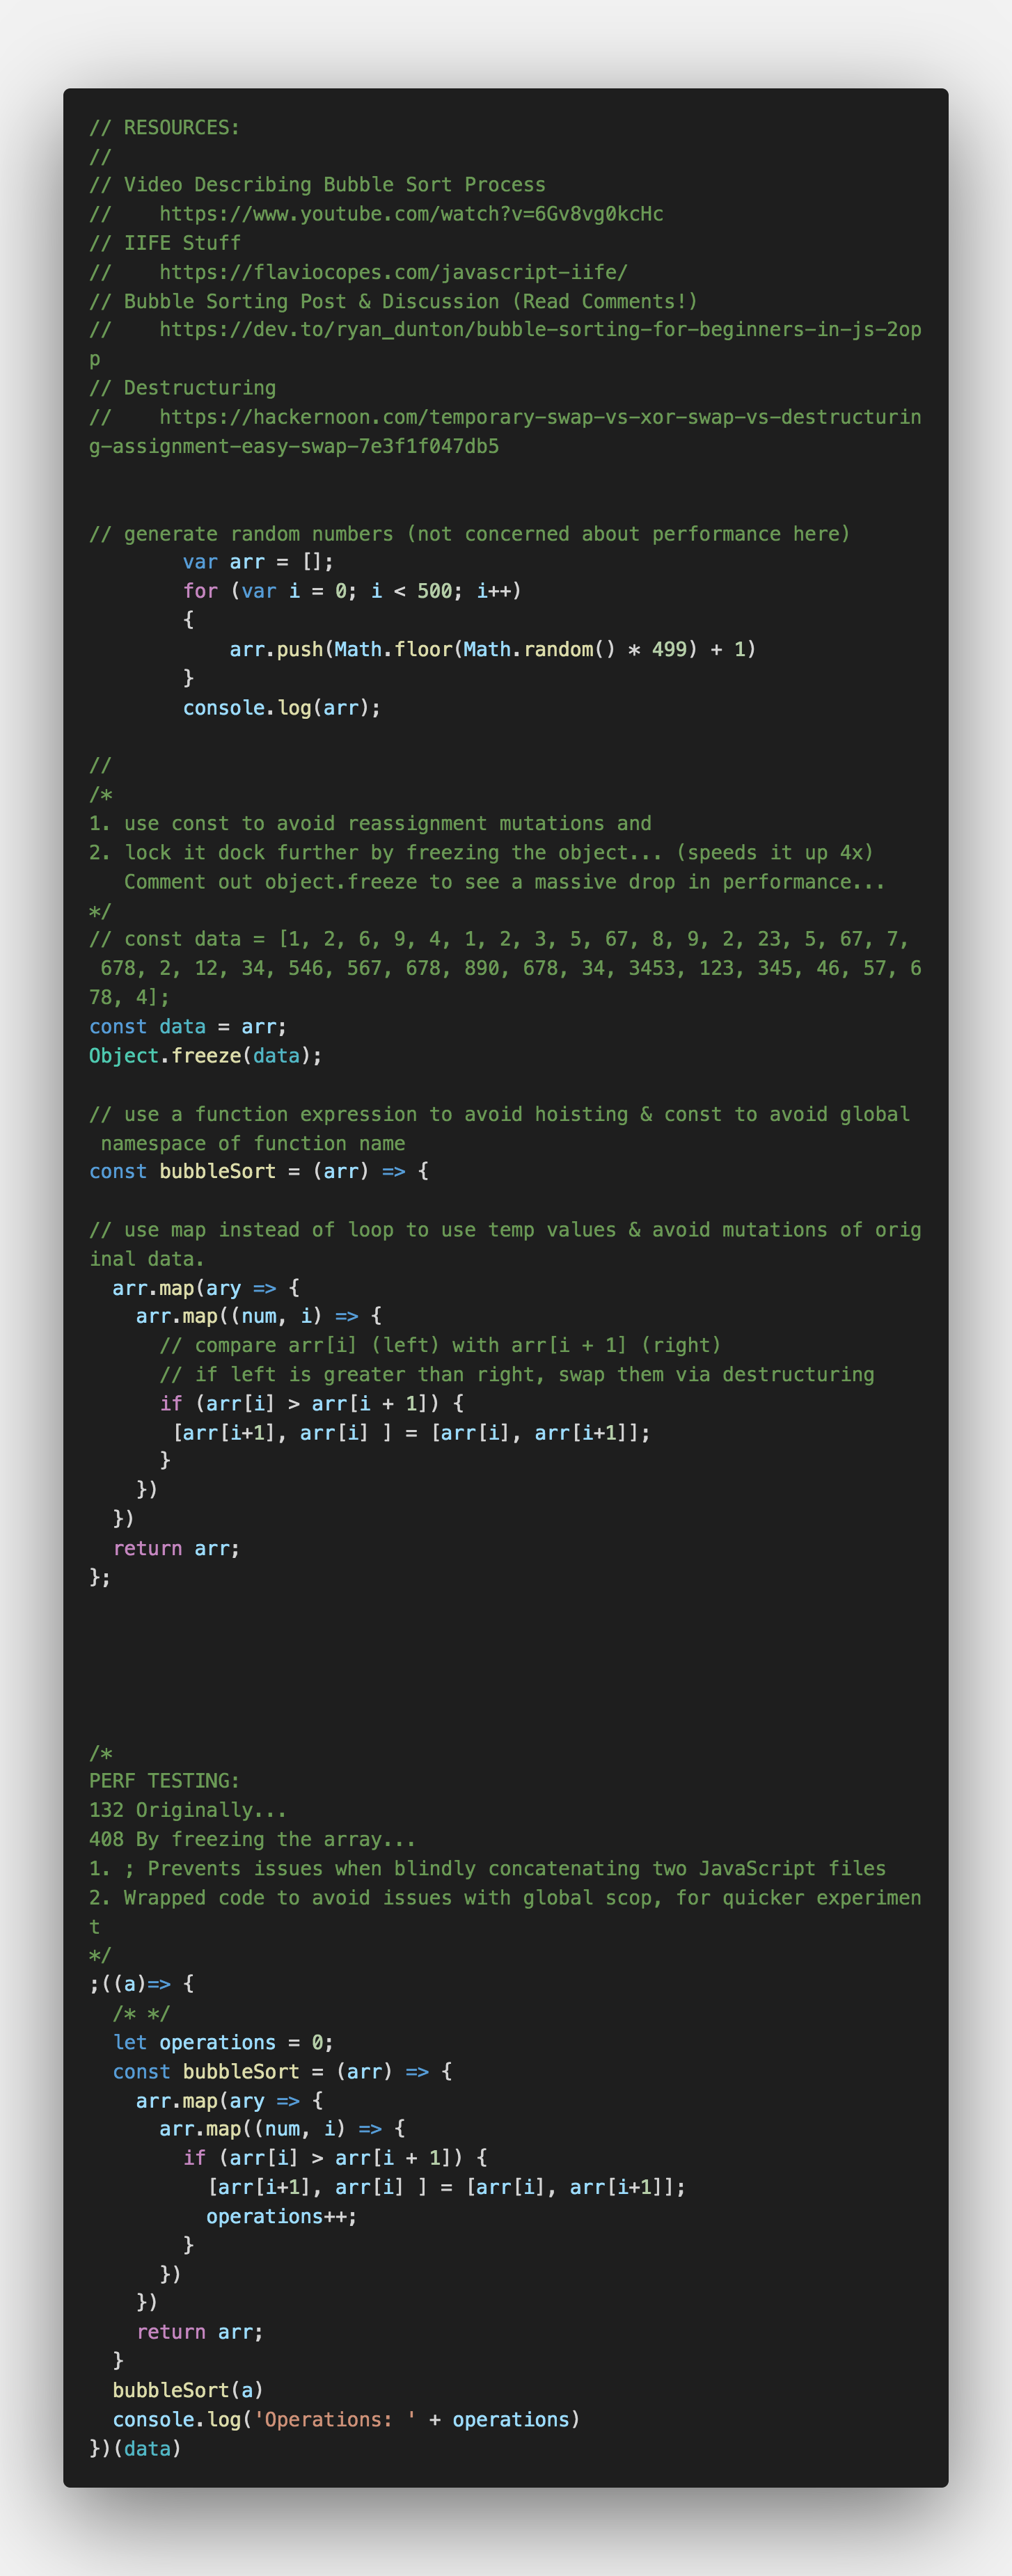 // RESOURCES:
//
// Video Describing Bubble Sort Process
//    https://www.youtube.com/watch?v=6Gv8vg0kcHc
// IIFE Stuff
//    https://flaviocopes.com/javascript-iife/
// Bubble Sorting Post & Discussion (Read Comments!)
//    https://dev.to/ryan_dunton/bubble-sorting-for-beginners-in-js-2op
p
// Destructuring
//    https://hackernoon.com/temporary-swap-vs-xor-swap-vs-destructurin
g-assignment-easy-swap-7e3f1f047db5
// generate random numbers (not concerned about performance here)
        var arr = [];
        for (var i = 0; i < 500; i++)
        {
            arr.push(Math.floor(Math.random() * 499) + 1)
        }
        console.log(arr);
//
/*
1. use const to avoid reassignment mutations and
2. lock it dock further by freezing the object... (speeds it up 4x)
   Comment out object.freeze to see a massive drop in performance...
*/
// const data = [1, 2, 6, 9, 4, 1, 2, 3, 5, 67, 8, 9, 2, 23, 5, 67, 7,
 678, 2, 12, 34, 546, 567, 678, 890, 678, 34, 3453, 123, 345, 46, 57, 6
78, 4];
const data = arr;
Object.freeze(data);
// use a function expression to avoid hoisting & const to avoid global
 namespace of function name
const bubbleSort = (arr) => {
// use map instead of loop to use temp values & avoid mutations of orig
inal data.
  arr.map(ary => {
    arr.map((num, i) => {
      // compare arr[i] (left) with arr[i + 1] (right)
      // if left is greater than right, swap them via destructuring
      if (arr[i] > arr[i + 1]) {
       [arr[i+1], arr[i] ] = [arr[i], arr[i+1]];
      }
    })
  })
  return arr;
};
/*
PERF TESTING:
132 Originally...
408 By freezing the array...
1. ; Prevents issues when blindly concatenating two JavaScript files
2. Wrapped code to avoid issues with global scop, for quicker experimen
t
*/
;((a)=> {
  /* */
  let operations = 0;
  const bubbleSort = (arr) => {
    arr.map(ary => {
      arr.map((num, i) => {
        if (arr[i] > arr[i + 1]) {
          [arr[i+1], arr[i] ] = [arr[i], arr[i+1]];
          operations++;
        }
      })
    })
    return arr;
  }
  bubbleSort(a)
  console.log('Operations: ' + operations)
})(data)